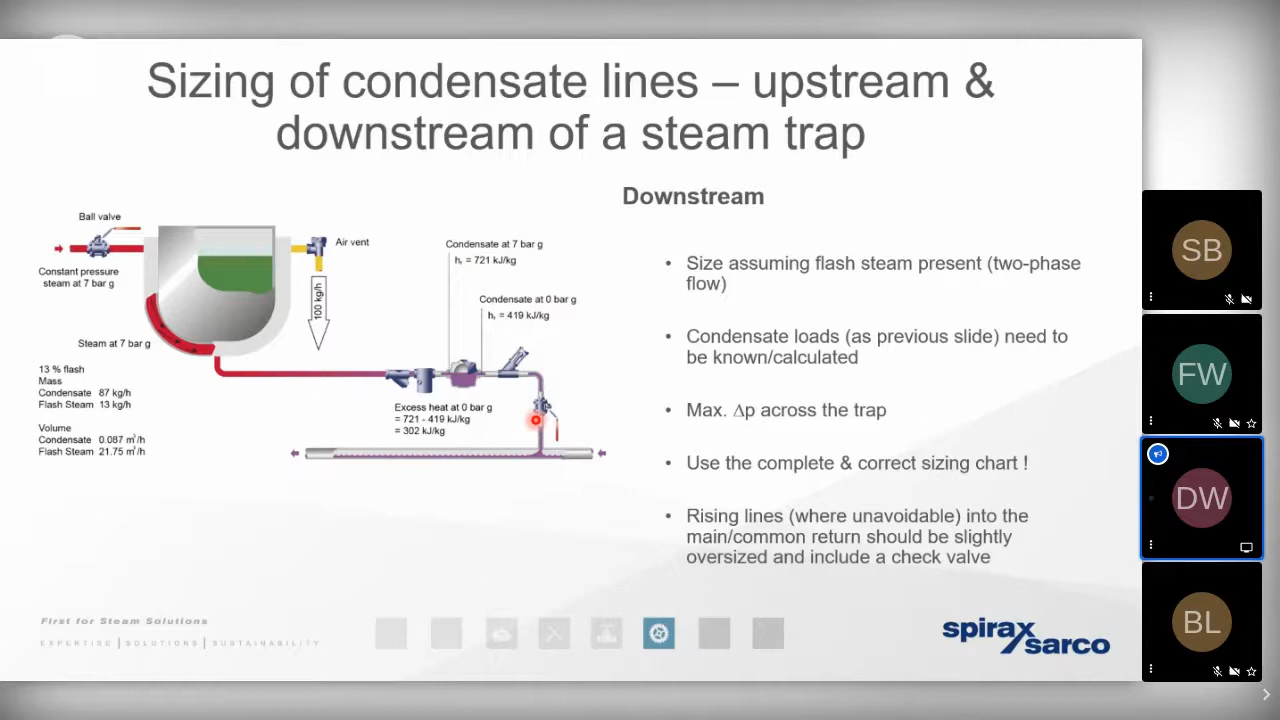 Sizing of condensate lines – upstream &
downstream of a steam trap
Downstream
Ball valve
Constant pressure
steam at 7 bar g
Air vent
100 kg/h
Steam at 7 bar g
Condensate at 7 bar g
hf = 721 kJ/kg
Condensate at 0 bar g
hf = 419 kJ/kg
13 % flash
Mass
Condensate 87 kg/h
Flash Steam 13 kg/h
Volume
Condensate 0.087 m³/h
Flash Steam 21.75 m³/h
Excess heat at 0 bar g
= 721 - 419 kJ/kg
= 302 kJ/kg
• Size assuming flash steam present (two-phase
flow)
• Condensate loads (as previous slide) need to
be known/calculated
• Max. Δp across the trap
• Use the complete & correct sizing chart !
• Rising lines (where unavoidable) into the
main/common return should be slightly
oversized and include a check valve
First for Steam Solutions
EXPERTISE | SOLUTIONS | SUSTAINABILITY
spirax
sarco
SB
FW
DW
BL